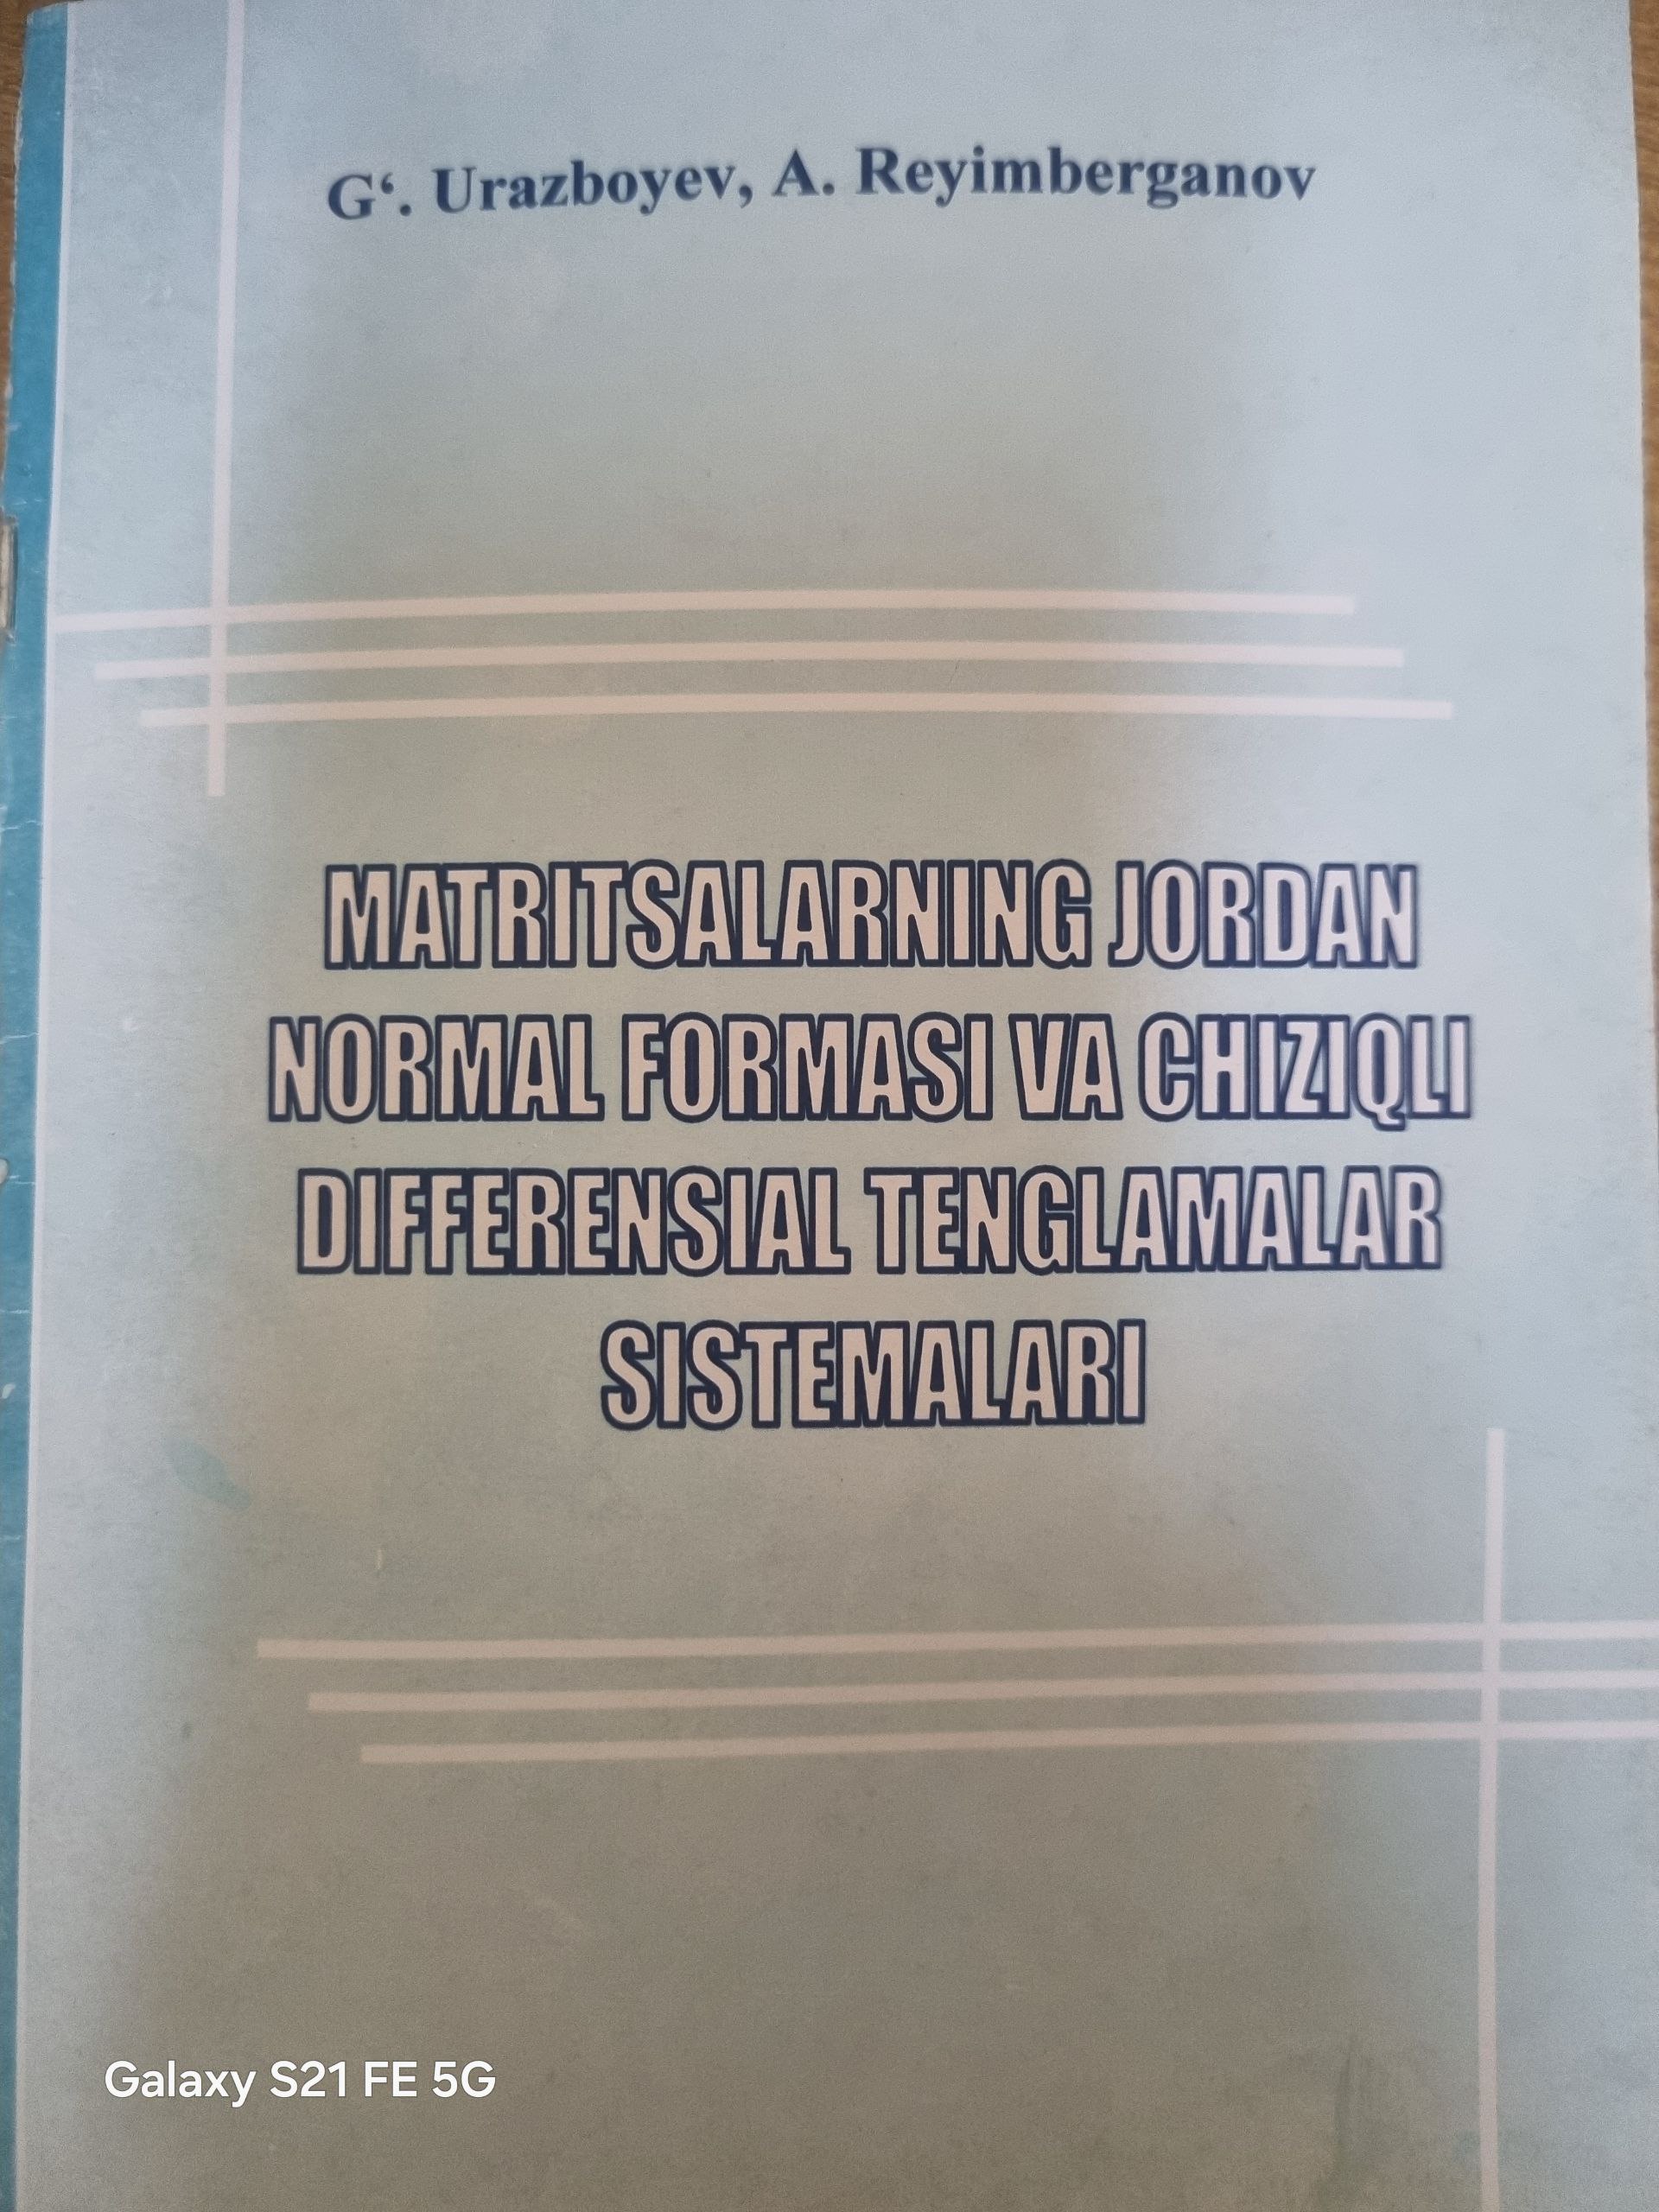 G‘. Urazboyev, A. Reyimberganov
MATRITSALARNING JORDAN
NORMAL FORMASI VA CHIZIQLI
DIFFERENSIAL TENGLAMALAR
SISTEMALARI
Galaxy S21 FE 5G